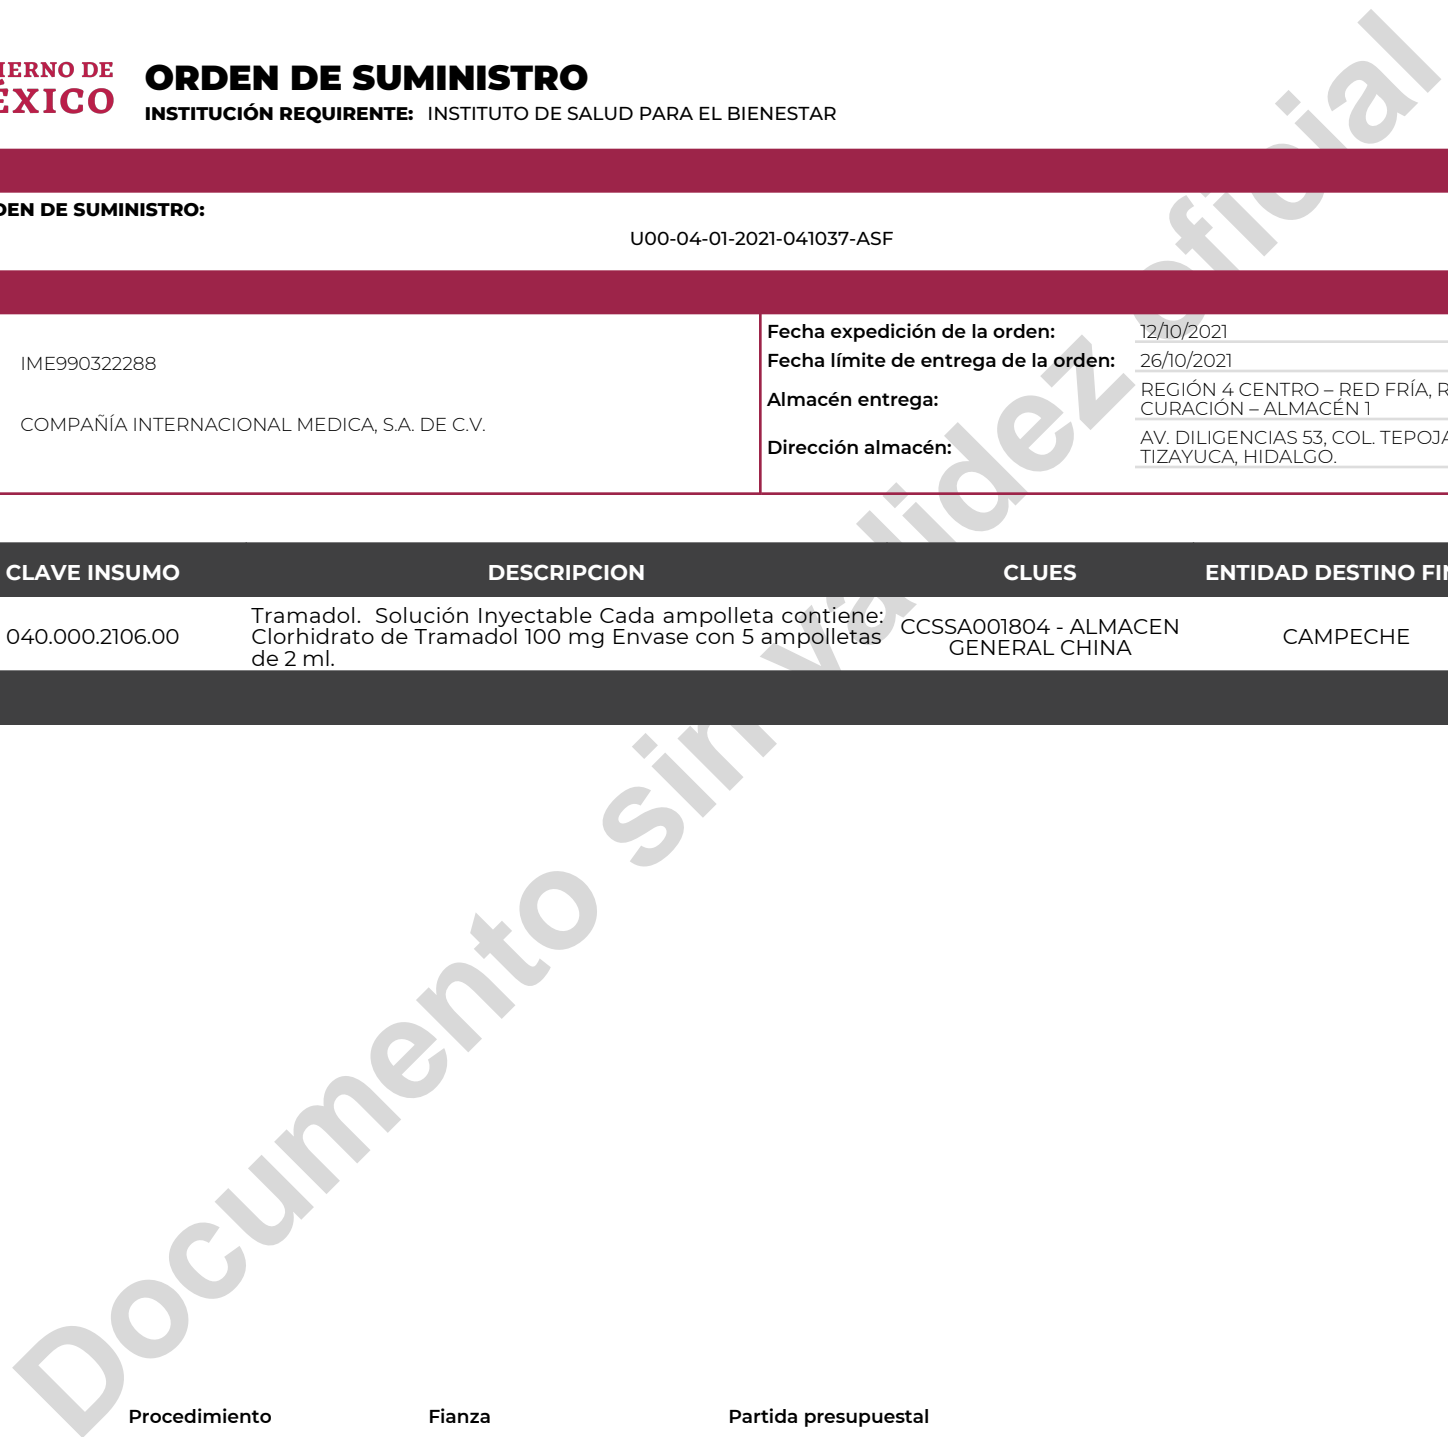 IERNO DE
ÉXICO
ORDEN DE SUMINISTRO
INSTITUCIÓN REQUIRENTE: INSTITUTO DE SALUD PARA EL BIENESTAR
DEN DE SUMINISTRO:
U00-04-01-2021-041037-ASF
IME990322288
COMPAÑÍA INTERNACIONAL MEDICA, S.A. DE C.V.
Fecha expedición de la orden: 12/10/2021
Fecha límite de entrega de la orden: 26/10/2021
Almacén entrega: REGIÓN 4 CENTRO – RED FRÍA, R
CURACIÓN – ALMACÉN 1
Dirección almacén: AV. DILIGENCIAS 53, COL. TEPOJA
TIZAYUCA, HIDALGO.
CLAVE INSUMO DESCRIPCION CLUES ENTIDAD DESTINO FIN
040.000.2106.00
Tramadol. Solución Inyectable Cada ampolleta contiene:
Clorhidrato de Tramadol 100 mg Envase con 5 ampolletas
de 2 ml.
CCSSA001804 - ALMACEN
GENERAL CHINA
CAMPECHE
Documento sin validez oficial
Procedimiento Fianza Partida presupuestal